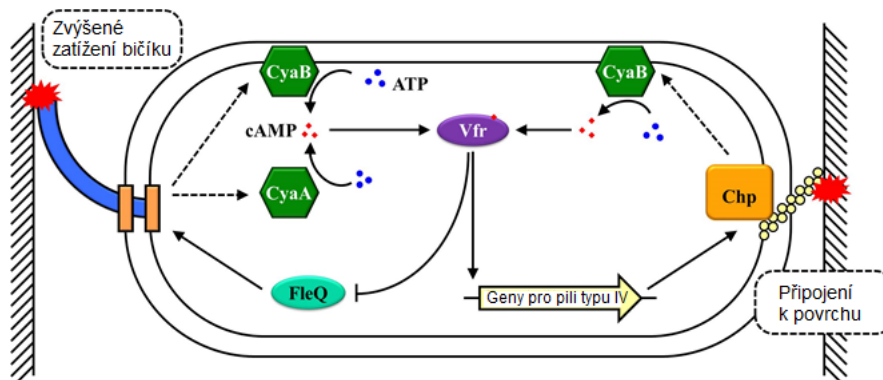 Zvýšené
zatížení bičíku
CyaB
ATP
cAMP
CyaA
Vfr
CyaB
Chp
FleQ
Geny pro pili typu IV
Připojení
k povrchu